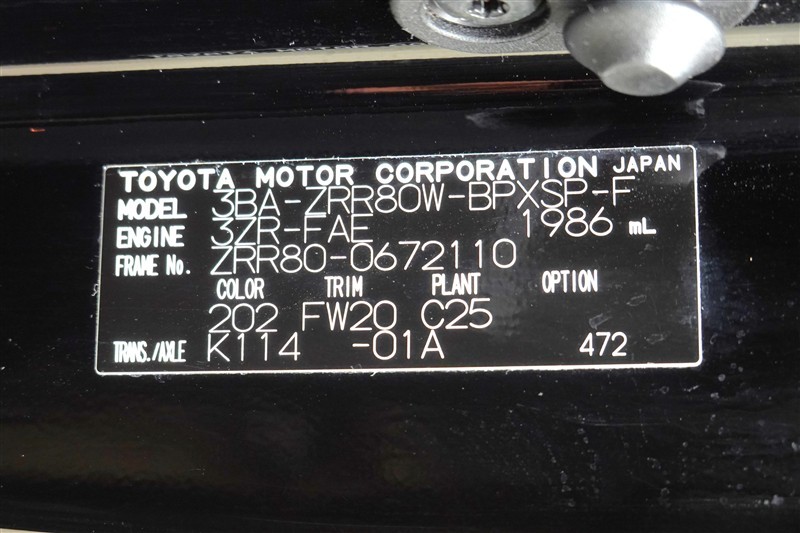 TOYOTA MOTOR CORPORATION JAPAN
MODEL 3BA-ZRR80W-BPXSP-F
ENGINE 3ZR-FAE 1986 mL
FRAME No. ZRR80-0672110
COLOR TRIM PLANT OPTION
202 FW20 C25
TRANS./AXLE K114 -01A 472